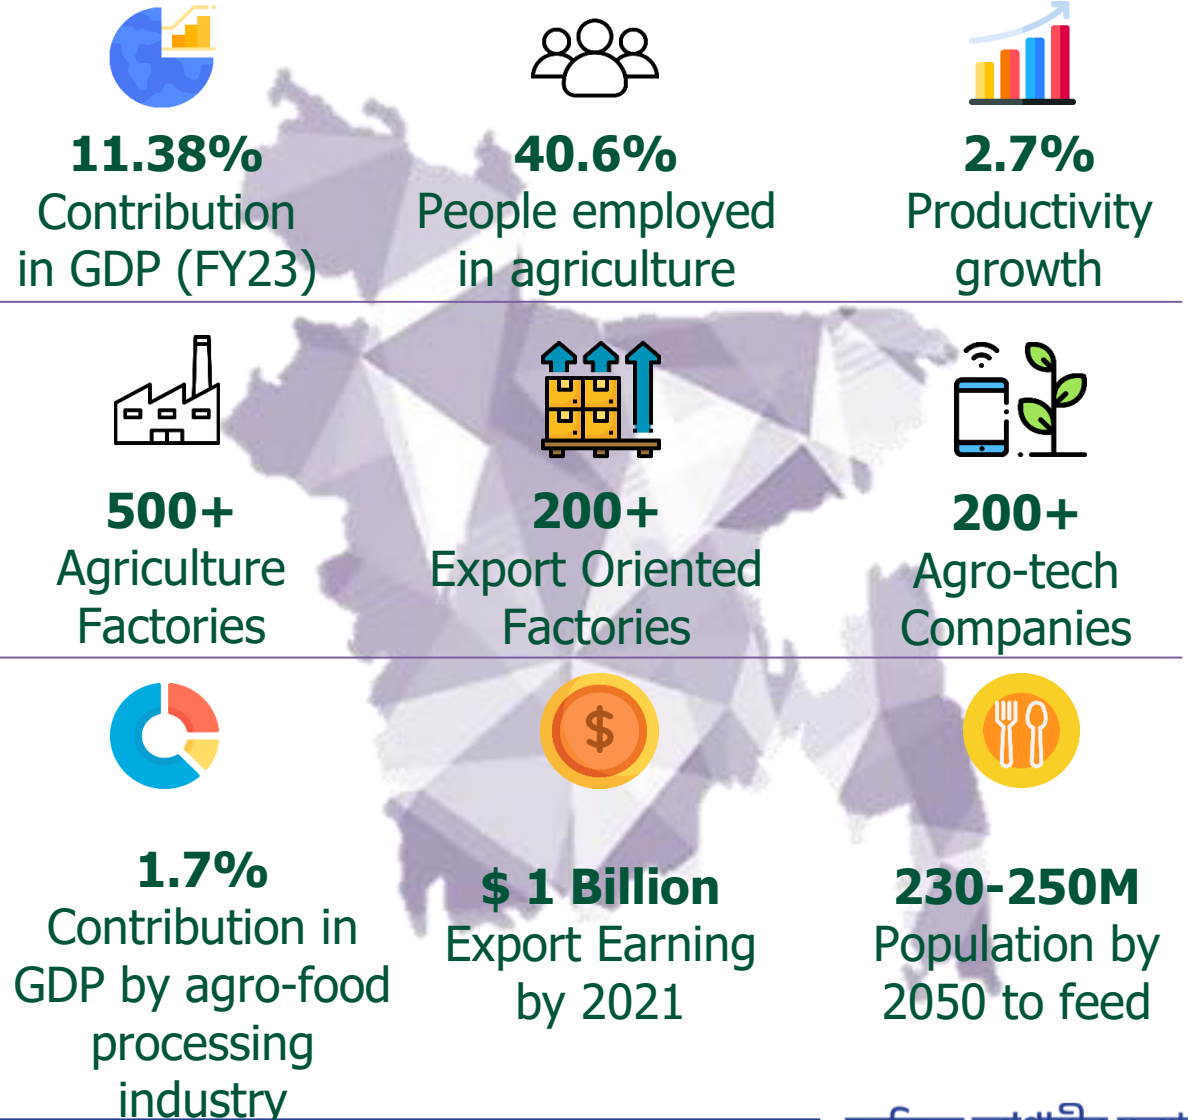 11.38%
Contribution
in GDP (FY23)
40.6%
People employed
in agriculture
2.7%
Productivity
growth
500+
Agriculture
Factories
200+
Export Oriented
Factories
200+
Agro-tech
Companies
1.7%
Contribution in
GDP by agro-food
processing
industry
$ 1 Billion
Export Earning
by 2021
230-250M
Population by
2050 to feed